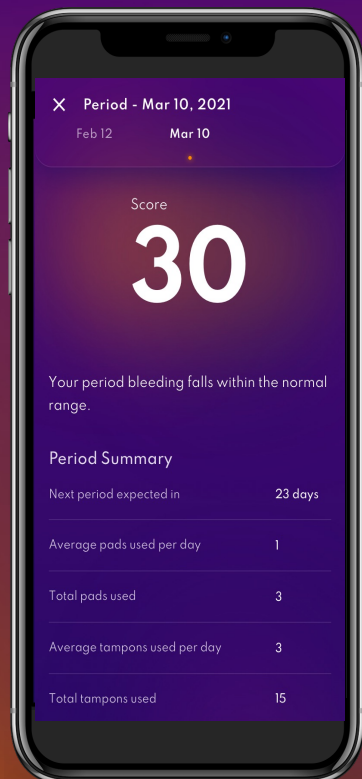 X Period - Mar 10, 2021
Feb 12 Mar 10
Score
30
Your period bleeding falls within the normal
range.
Period Summary
Next period expected in 23 days
Average pads used per day 1
Total pads used 3
Average tampons used per day 3
Total tampons used 15